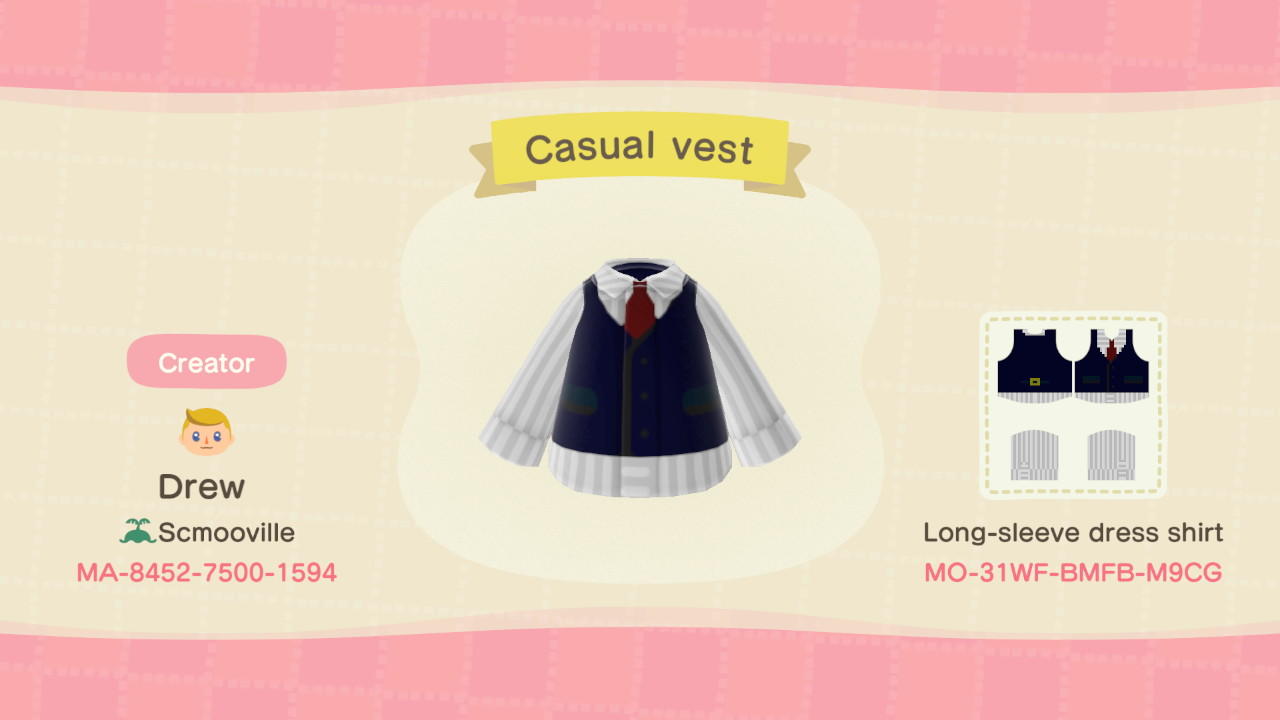 Casual vest
Creator
Drew
Scmooville
MA-8452-7500-1594
Long-sleeve dress shirt
MO-31WF-BMFB-M9CG